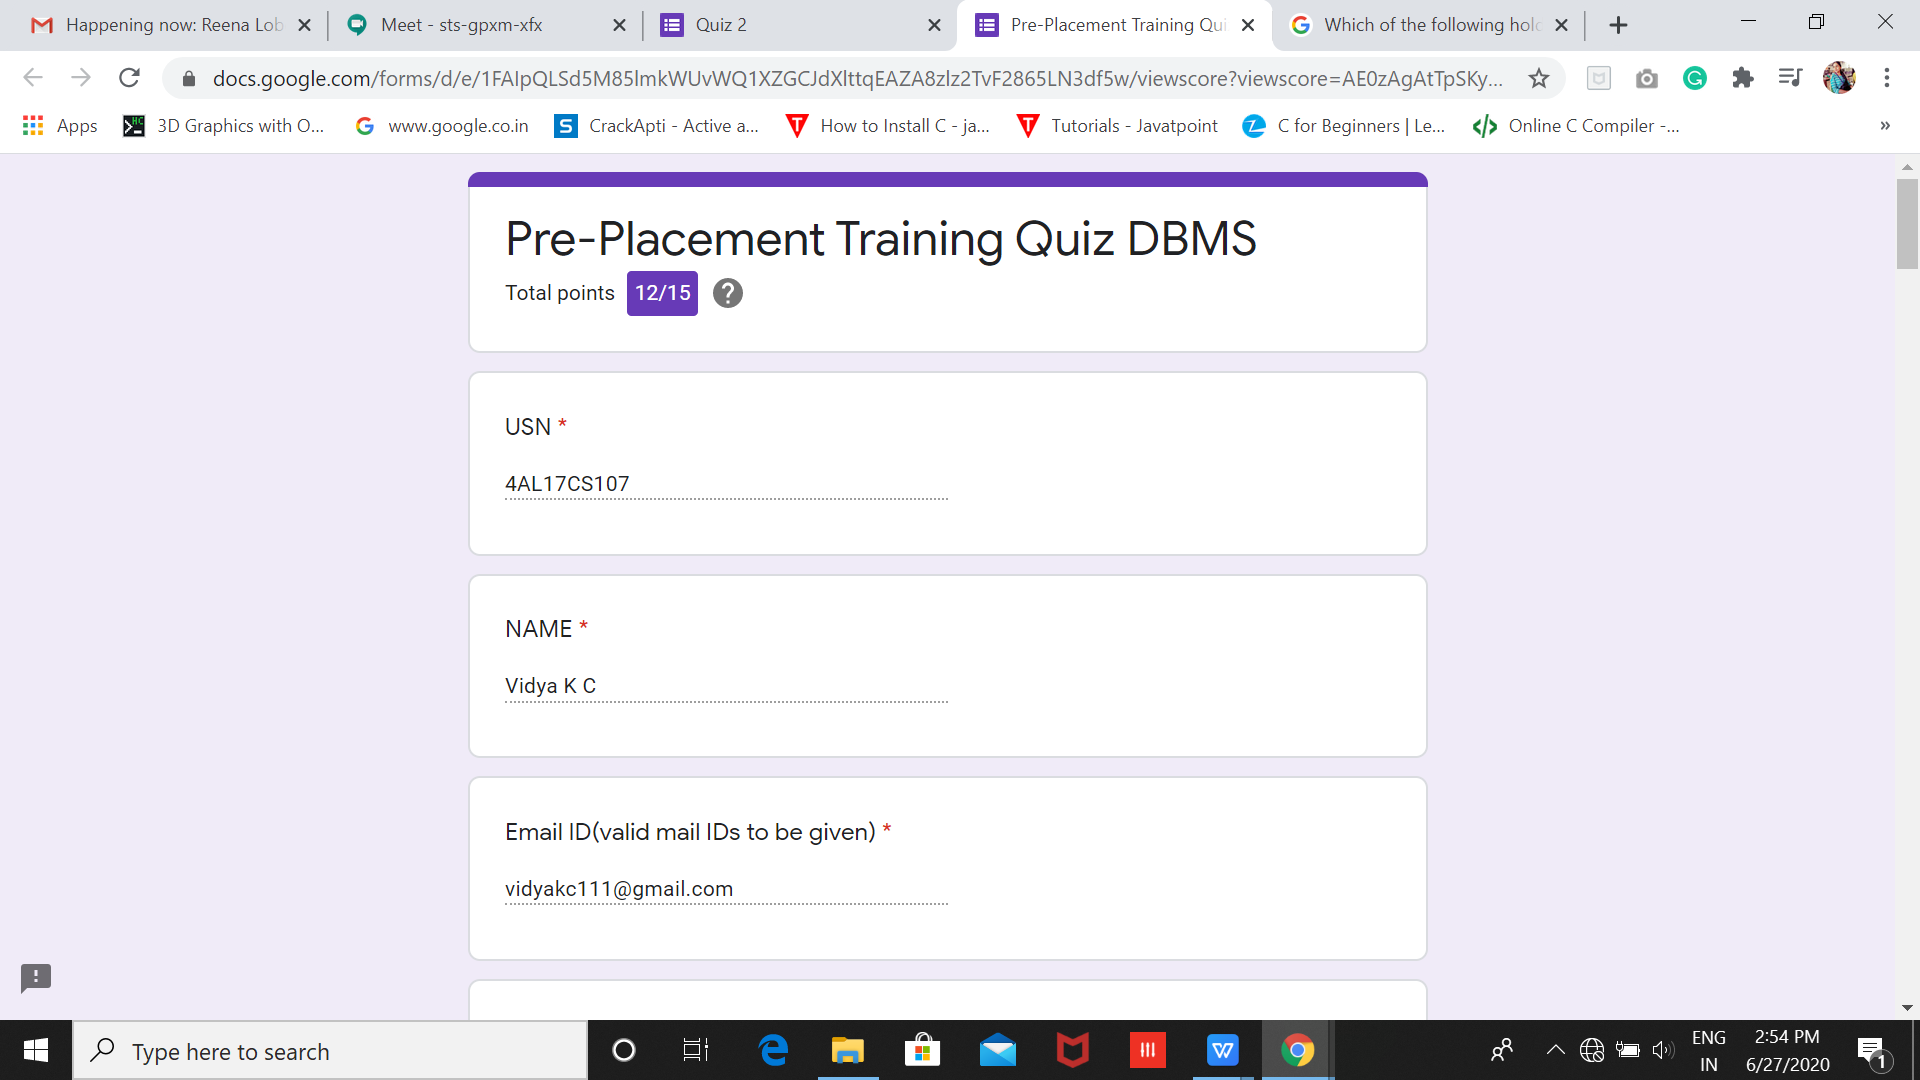 Happening now: Reena Lob
Meet - sts-gpxm-xfx
Quiz 2
Pre-Placement Training Qui
Which of the following hold
docs.google.com/forms/d/e/1FAIpQLSd5M85lmkWUvWQ1XZGCJdXlttqEAZA8zlz2TvF2865LN3df5w/viewscore?viewscore=AE0zAgAtTpSKy...
Apps
3D Graphics with O...
www.google.co.in
CrackApti - Active a...
How to Install C - ja...
Tutorials - Javatpoint
C for Beginners | Le...
Online C Compiler -...
»
Pre-Placement Training Quiz DBMS
Total points 12/15
USN *
4AL17CS107
NAME *
Vidya K C
Email ID(valid mail IDs to be given) *
vidyakc111@gmail.com
Type here to search
ENG
IN
2:54 PM
6/27/2020
1